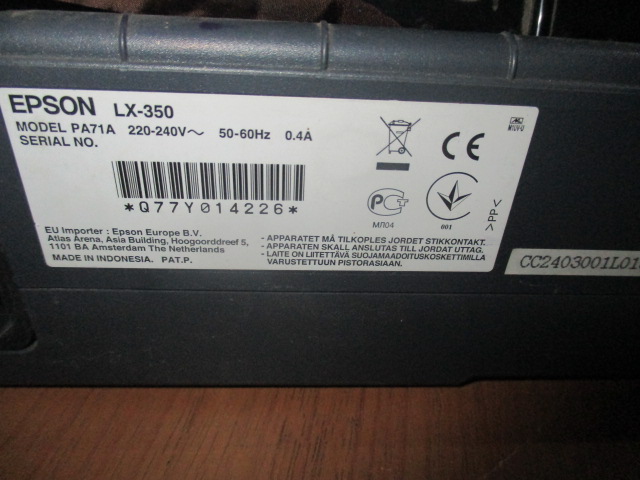 EPSON LX-350
MODEL PA71A 220-240V~ 50-60Hz 0.4A
SERIAL NO.
*Q77Y014226*
EU Importer : Epson Europe B.V.
Atlas Arena, Asia Building, Hoogoorddreef 5,
1101 BA Amsterdam The Netherlands
MADE IN INDONESIA. PAT.P.
CE
МЛ04
001
>PP<
- APPARATET MÅ TILKOPLES JORDET STIKKONTAKT.
- APPARATEN SKALL ANSLUTAS TILL JORDAT UTTAG.
- LAITE ON LIITETTÄVÄ SUOJAMAADOITUSKOSKETTIMILLA
VARUSTETTUUN PISTORASIAAN.
CC2403001L01